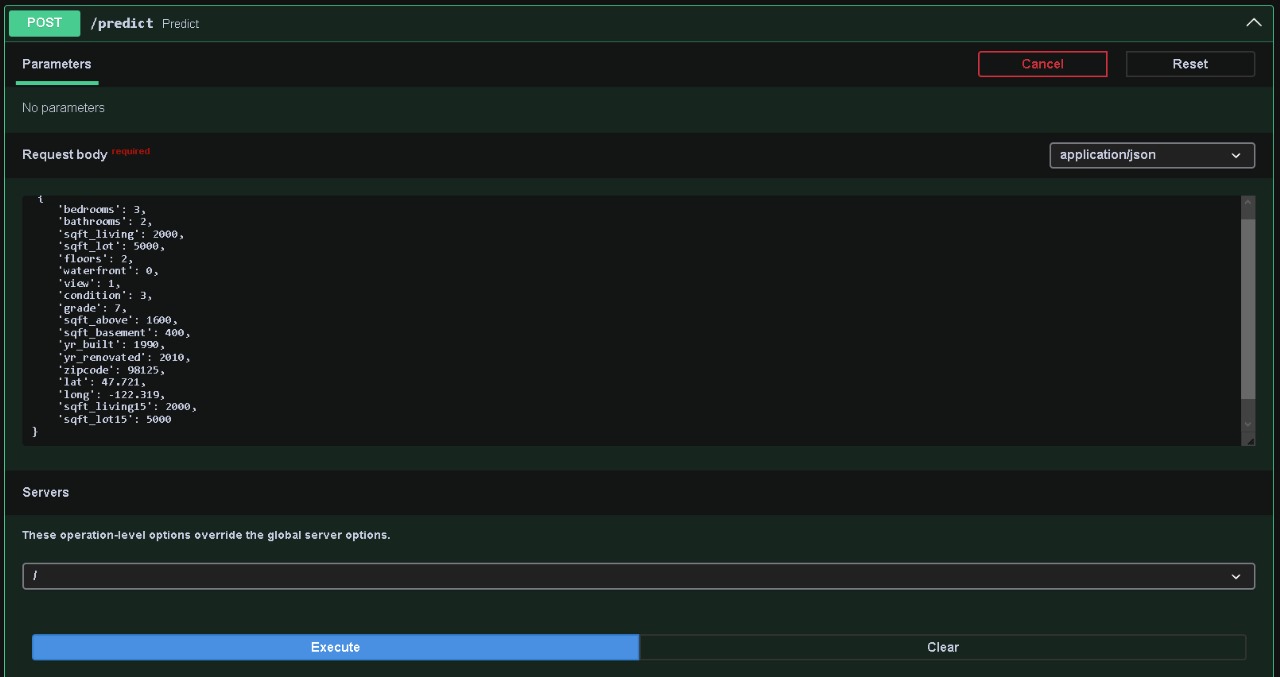 POST /predict Predict
Parameters
Cancel
Reset
No parameters
Request body required
application/json
{
'bedrooms': 3,
'bathrooms': 2,
'sqft_living': 2000,
'sqft_lot': 5000,
'floors': 2,
'waterfront': 0,
'view': 1,
'condition': 3,
'grade': 7,
'sqft_above': 1600,
'sqft_basement': 400,
'yr_built': 1990,
'yr_renovated': 2010,
'zipcode': 98125,
'lat': 47.721,
'long': -122.319,
'sqft_living15': 2000,
'sqft_lot15': 5000
}
Servers
These operation-level options override the global server options.
/
Execute
Clear